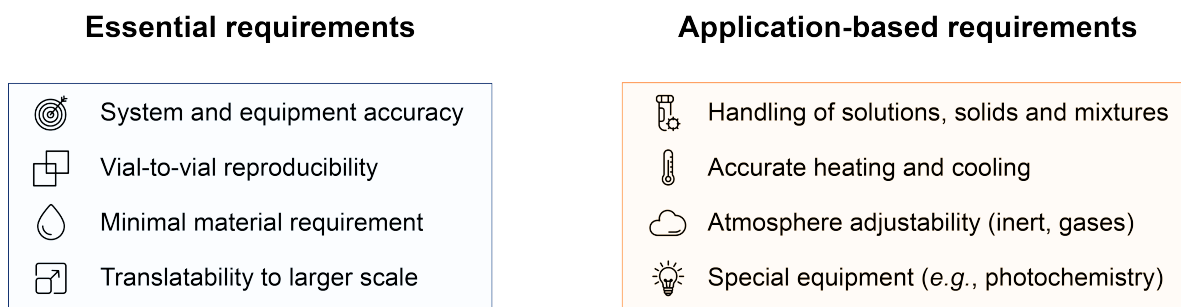 Essential requirements
System and equipment accuracy
Vial-to-vial reproducibility
Minimal material requirement
Translatability to larger scale
Application-based requirements
Handling of solutions, solids and mixtures
Accurate heating and cooling
Atmosphere adjustability (inert, gases)
Special equipment (e.g., photochemistry)